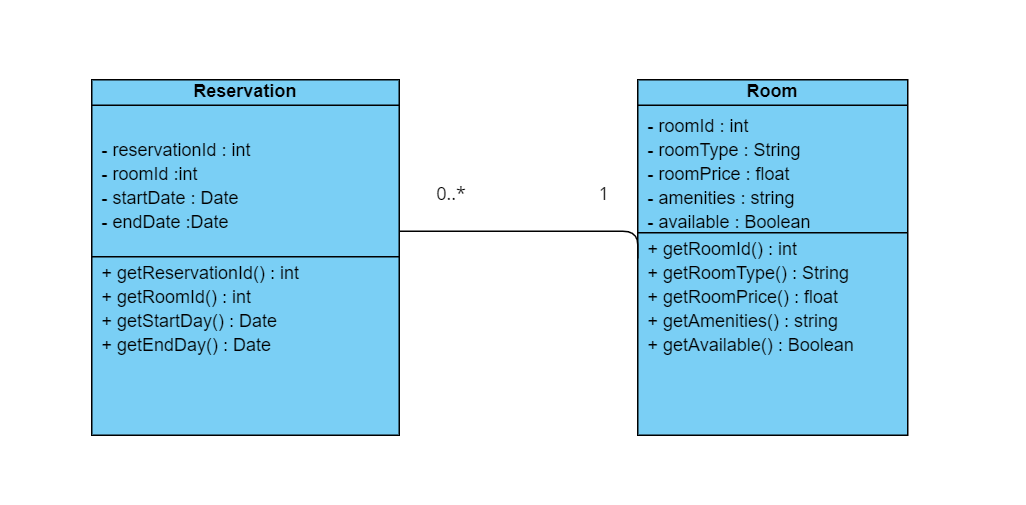 Reservation
- reservationId : int
- roomId :int
- startDate : Date
- endDate :Date
+ getReservationId() : int
+ getRoomId() : int
+ getStartDay() : Date
+ getEndDay() : Date
0..*
1
Room
- roomId : int
- roomType : String
- roomPrice : float
- amenities : string
- available : Boolean
+ getRoomId() : int
+ getRoomType() : String
+ getRoomPrice() : float
+ getAmenities() : string
+ getAvailable() : Boolean